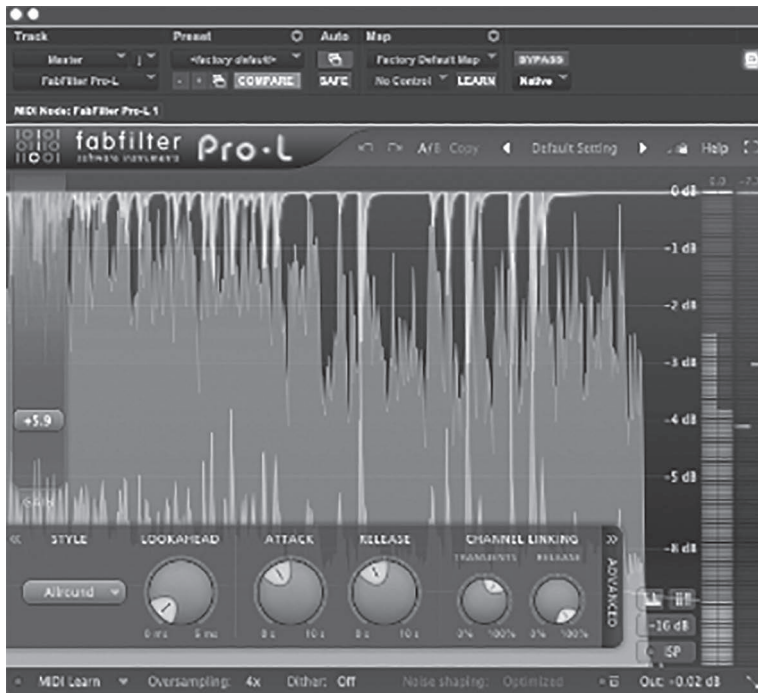 Track Preset Auto Map
Master j Factory Default Map BYPASS
<factory default>
FabFilter Pro-L - + COMPARE SAFE No Control LEARN Native
MIDI Node: FabFilter Pro-L 1
fabfilter Pro·L
software instruments
A/B Copy Default Setting Help
0.0
0 dB
-1 dB
-2 dB
-3 dB
-4 dB
+5.9
-5 dB
GAIN
-8 dB
STYLE LOOKAHEAD ATTACK RELEASE CHANNEL LINKING
TRANSIENTS RELEASE
ADVANCED
Allround
0 ms 5 ms 0 s 10 s 0 s 10 s 0% 100% 0% 100%
-16 dB
ISP
MIDI Learn Oversampling: 4x Dither: Off Noise shaping: Optimized Out: -0.02 dB